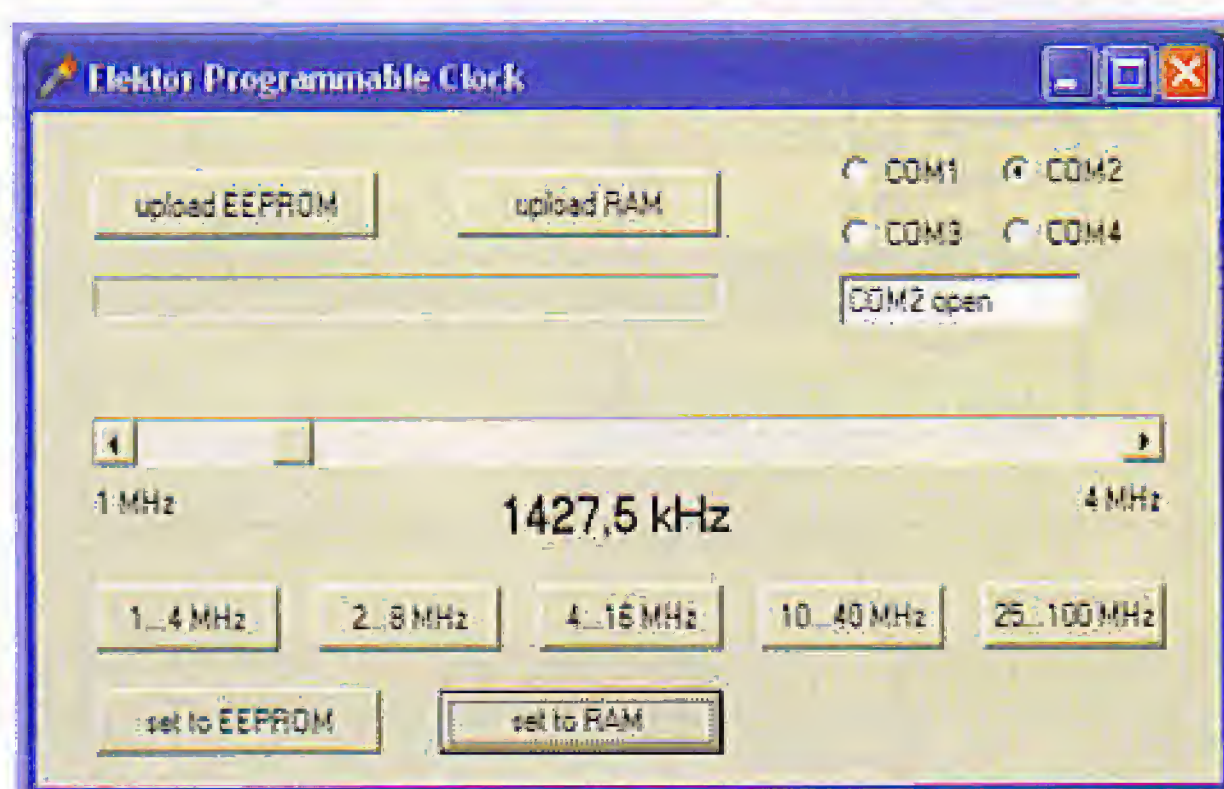 Elektor Programmable Clock
upload EEPROM
upload RAM
COM1
COM2
COM3
COM4
COM2 open
1 MHz
1427,5 kHz
4 MHz
1...4 MHz
2...8 MHz
4...16 MHz
10...40 MHz
25...100 MHz
set to EEPROM
set to RAM